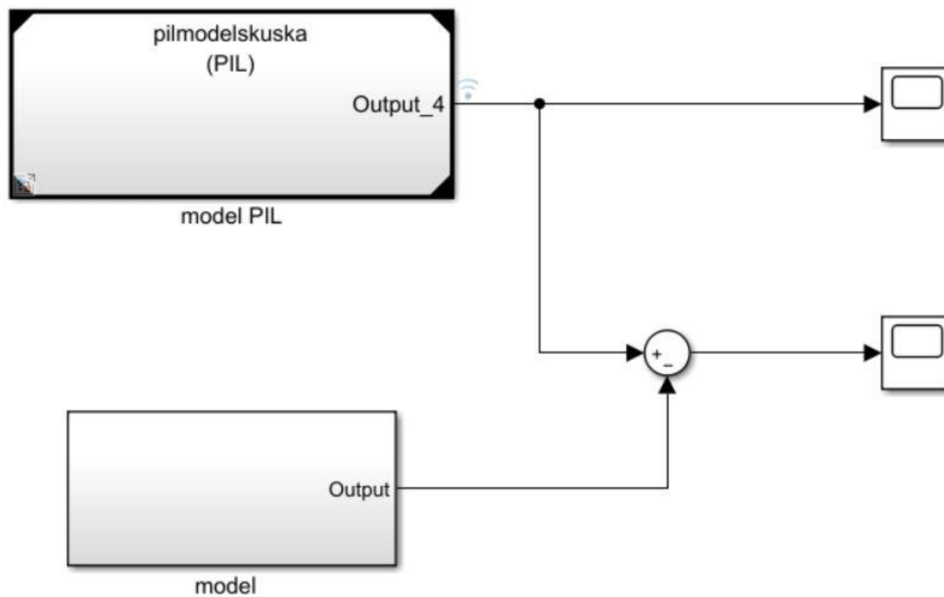 pilmodelskuska
(PIL)
Output_4
model PIL
+
−
Output
model